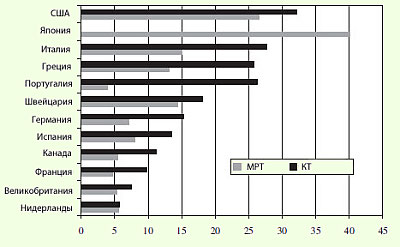 США
Япония
Италия
Греция
Португалия
Швейцария
Германия
Испания
Канада
Франция
Великобритания
Нидерланды
МРТ КТ
0 5 10 15 20 25 30 35 40 45